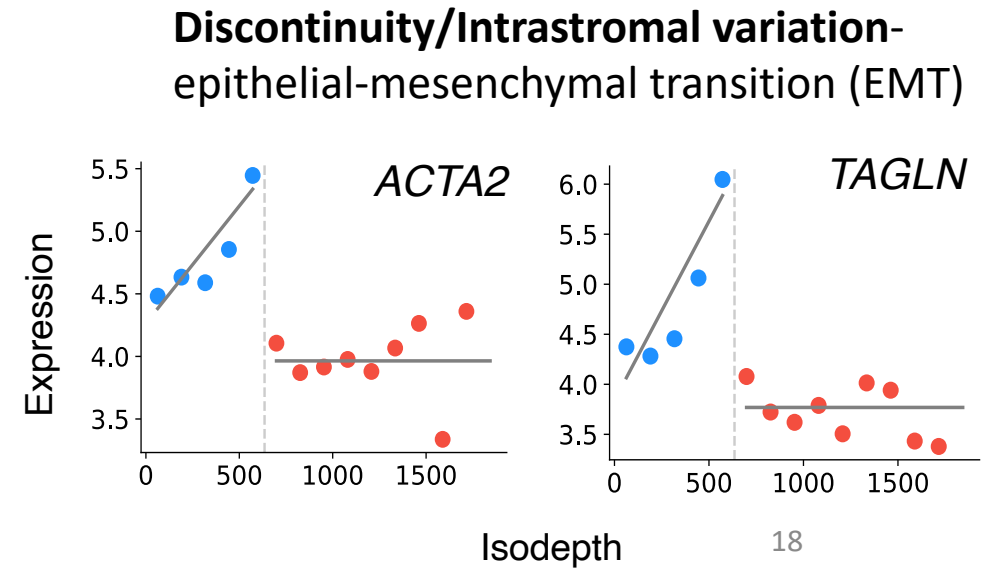 Discontinuity/Intrastromal variation-
epithelial-mesenchymal transition (EMT)
ACTA2
TAGLN
Expression
5.5
5.0
4.5
4.0
3.5
0 500 1000 1500
6.0
5.5
5.0
4.5
4.0
3.5
0 500 1000 1500
Isodepth
18